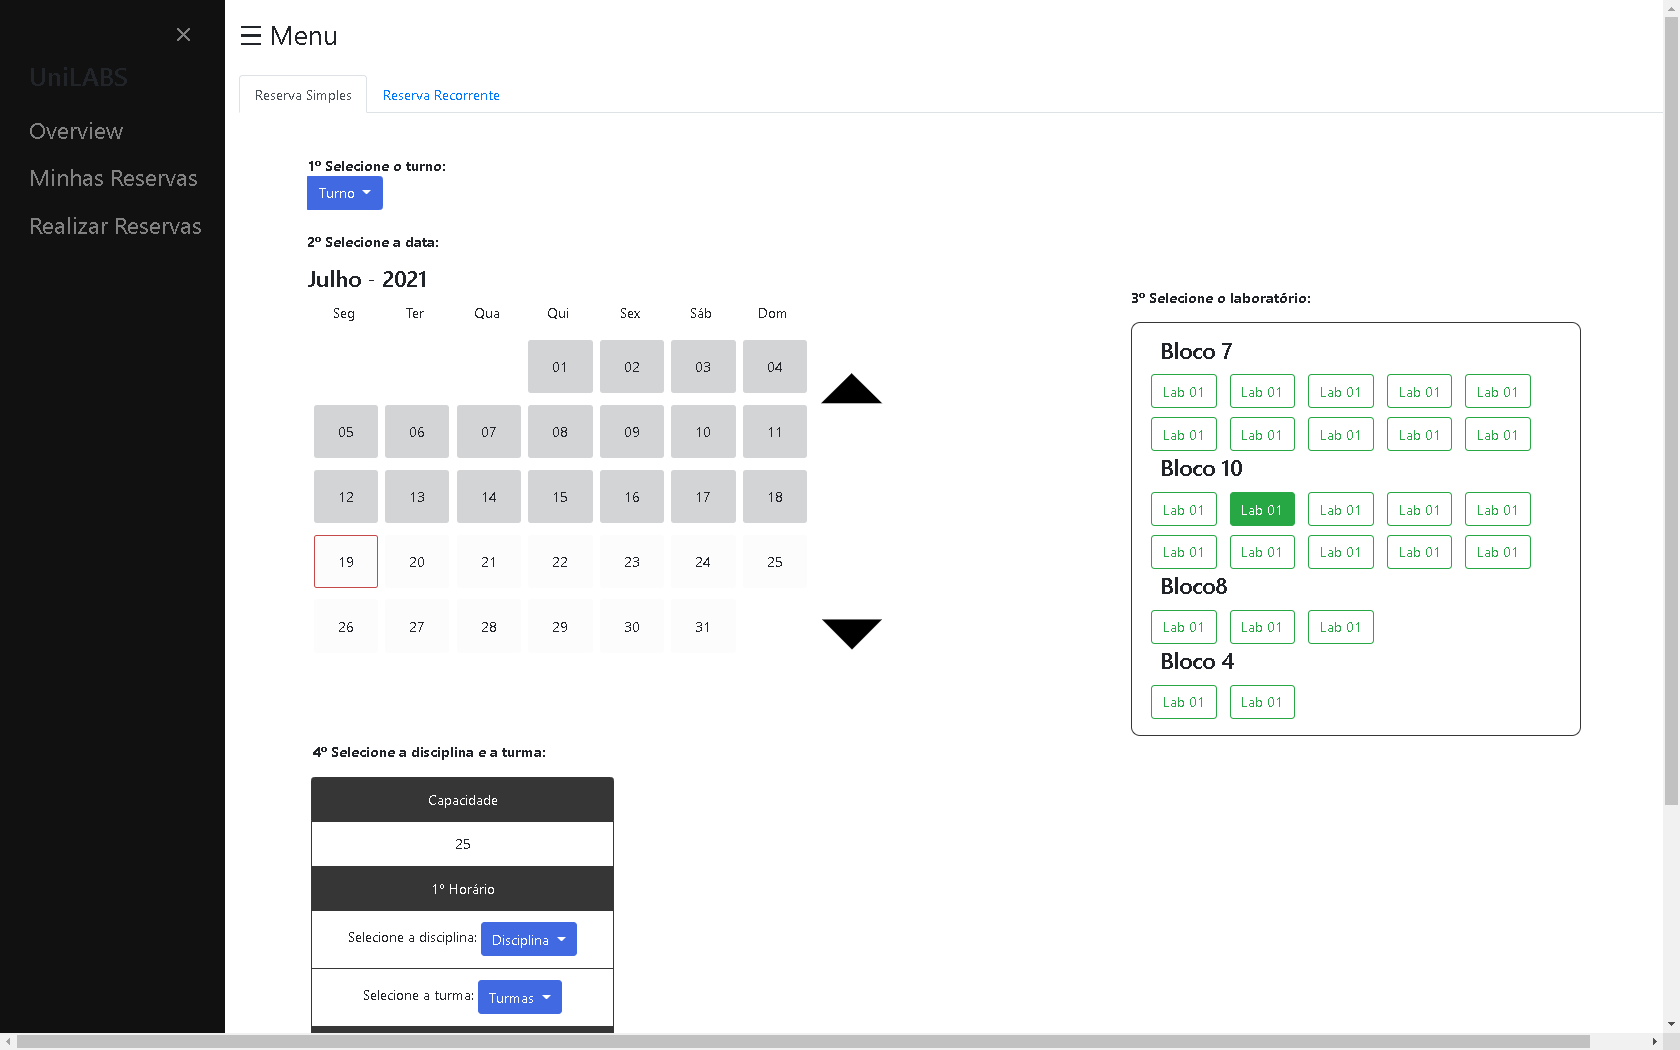 ×
UniLABS
Overview
Minhas Reservas
Realizar Reservas
☰ Menu
Reserva Simples Reserva Recorrente
1º Selecione o turno:
Turno
2º Selecione a data:
Julho - 2021
Seg Ter Qua Qui Sex Sáb Dom
01 02 03 04
05 06 07 08 09 10 11
12 13 14 15 16 17 18
19 20 21 22 23 24 25
26 27 28 29 30 31
3º Selecione o laboratório:
Bloco 7
Lab 01 Lab 01 Lab 01 Lab 01 Lab 01
Lab 01 Lab 01 Lab 01 Lab 01 Lab 01
Bloco 10
Lab 01 Lab 01 Lab 01 Lab 01 Lab 01
Lab 01 Lab 01 Lab 01 Lab 01 Lab 01
Bloco8
Lab 01 Lab 01 Lab 01
Bloco 4
Lab 01 Lab 01
4º Selecione a disciplina e a turma:
Capacidade
25
1º Horário
Selecione a disciplina: Disciplina
Selecione a turma: Turmas